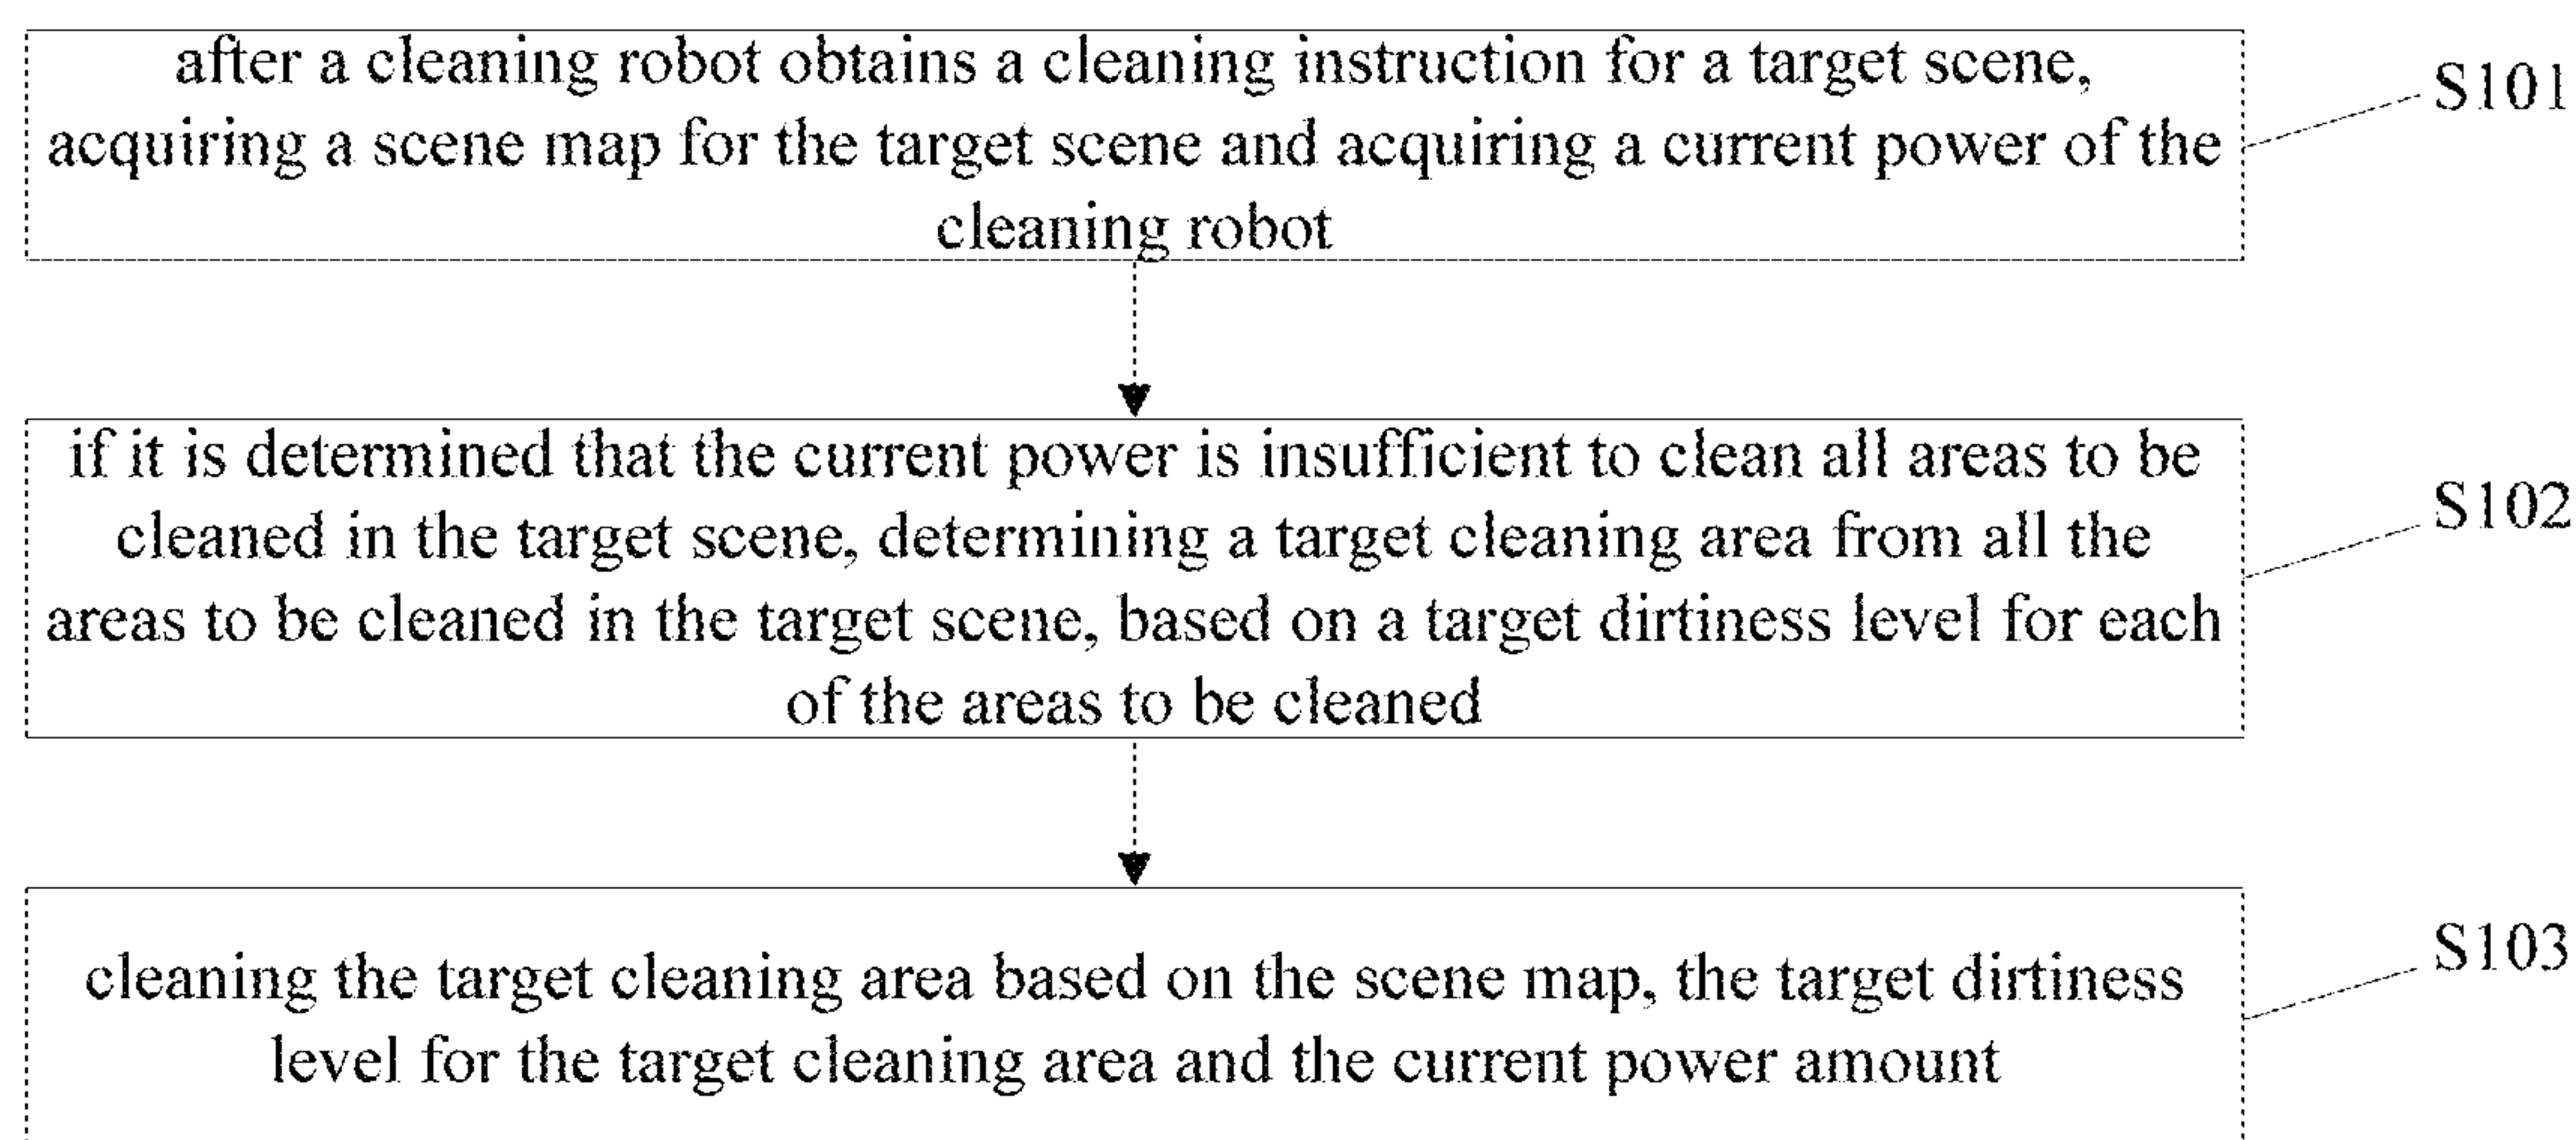 after a cleaning robot obtains a cleaning instruction for a target scene,
acquiring a scene map for the target scene and acquiring a current power of the
cleaning robot
S101
if it is determined that the current power is insufficient to clean all areas to be
cleaned in the target scene, determining a target cleaning area from all the
areas to be cleaned in the target scene, based on a target dirtiness level for each
of the areas to be cleaned
S102
cleaning the target cleaning area based on the scene map, the target dirtiness
level for the target cleaning area and the current power amount
S103